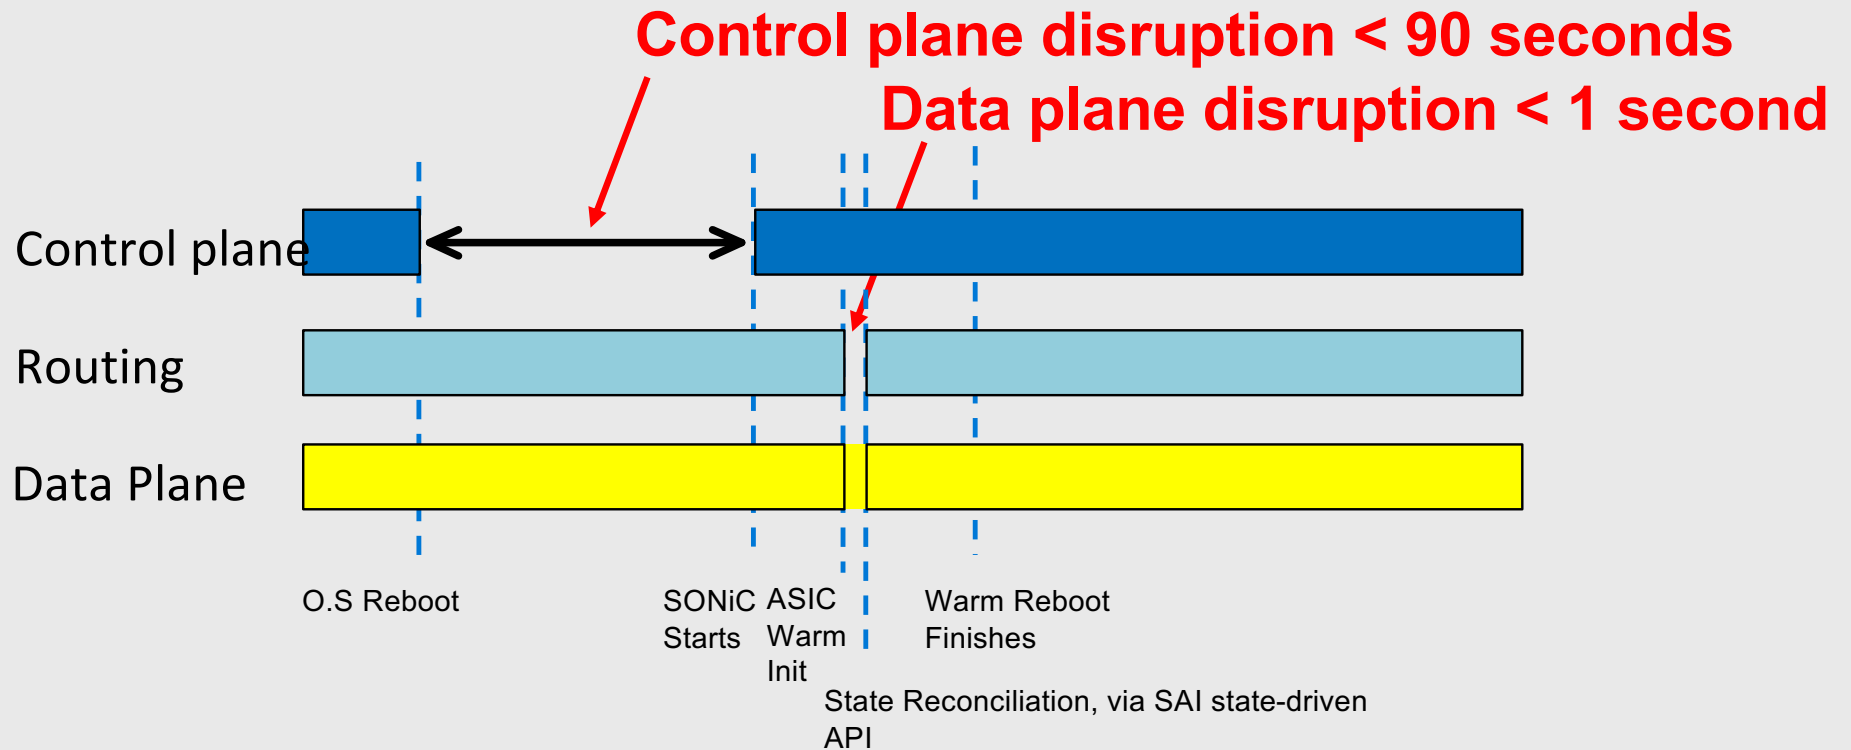 Control plane disruption < 90 seconds
Data plane disruption < 1 second
Control plane
Routing
Data Plane
O.S Reboot
SONiC
Starts
ASIC
Warm
Init
Warm Reboot
Finishes
State Reconciliation, via SAI state-driven
API